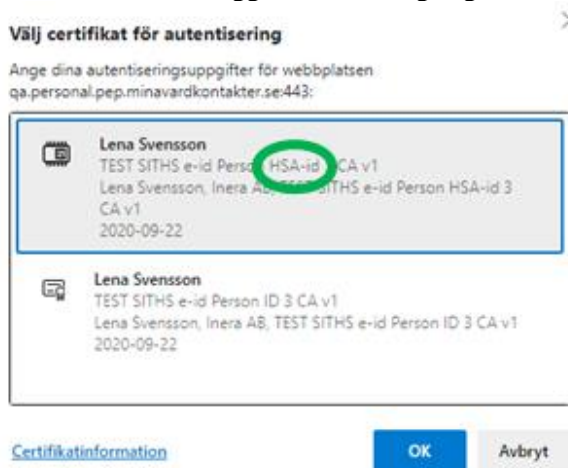 Välj certifikat för autentisering
Ange dina autentiseringsuppgifter för webbplatsen
qa.personal.pep.minavardkontakter.se:443:
Lena Svensson
TEST SITHS e-id Person HSA-id CA v1
Lena Svensson, Inera AB, TEST SITHS e-id Person HSA-id 3
CA v1
2020-09-22
Lena Svensson
TEST SITHS e-id Person ID 3 CA v1
Lena Svensson, Inera AB, TEST SITHS e-id Person ID 3 CA v1
2020-09-22
Certifikatinformation
OK
Avbryt